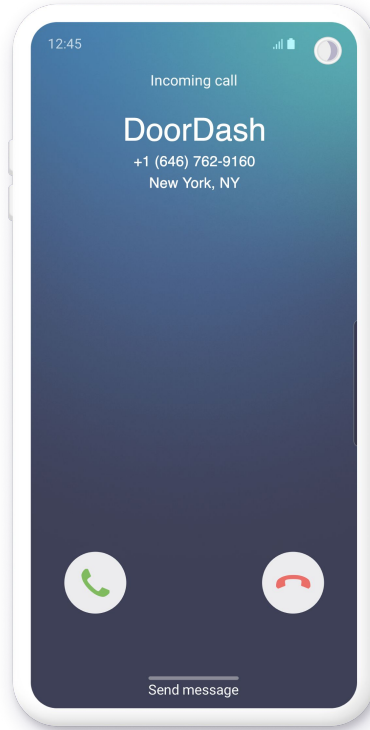 12:45
Incoming call
DoorDash
+1 (646) 762-9160
New York, NY
Send message